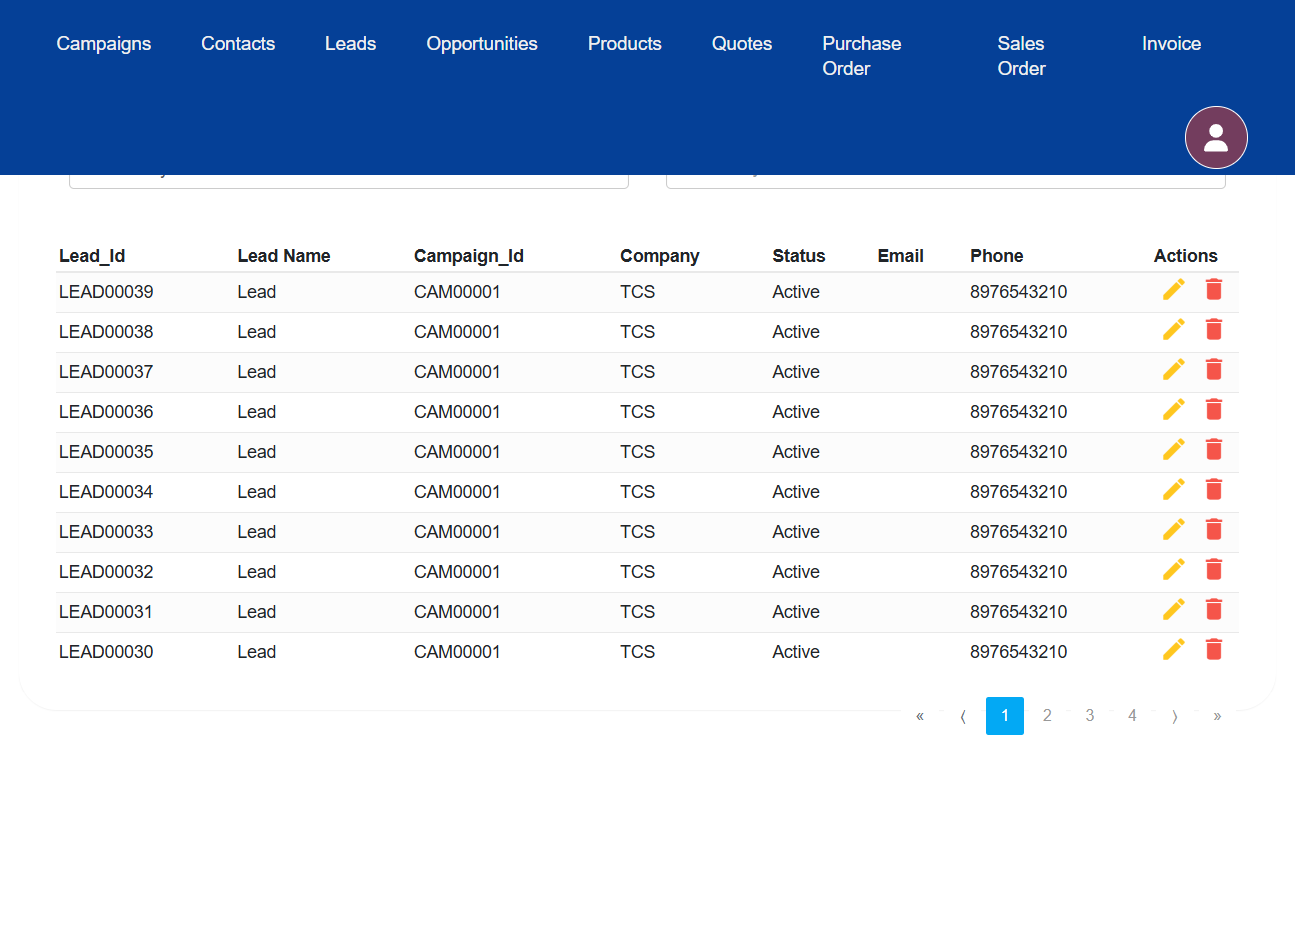 Campaigns Contacts Leads Opportunities Products Quotes Purchase Order Sales Order Invoice
Lead_Id Lead Name Campaign_Id Company Status Email Phone Actions
LEAD00039 Lead CAM00001 TCS Active 8976543210
LEAD00038 Lead CAM00001 TCS Active 8976543210
LEAD00037 Lead CAM00001 TCS Active 8976543210
LEAD00036 Lead CAM00001 TCS Active 8976543210
LEAD00035 Lead CAM00001 TCS Active 8976543210
LEAD00034 Lead CAM00001 TCS Active 8976543210
LEAD00033 Lead CAM00001 TCS Active 8976543210
LEAD00032 Lead CAM00001 TCS Active 8976543210
LEAD00031 Lead CAM00001 TCS Active 8976543210
LEAD00030 Lead CAM00001 TCS Active 8976543210
« ⟨ 1 2 3 4 ⟩ »